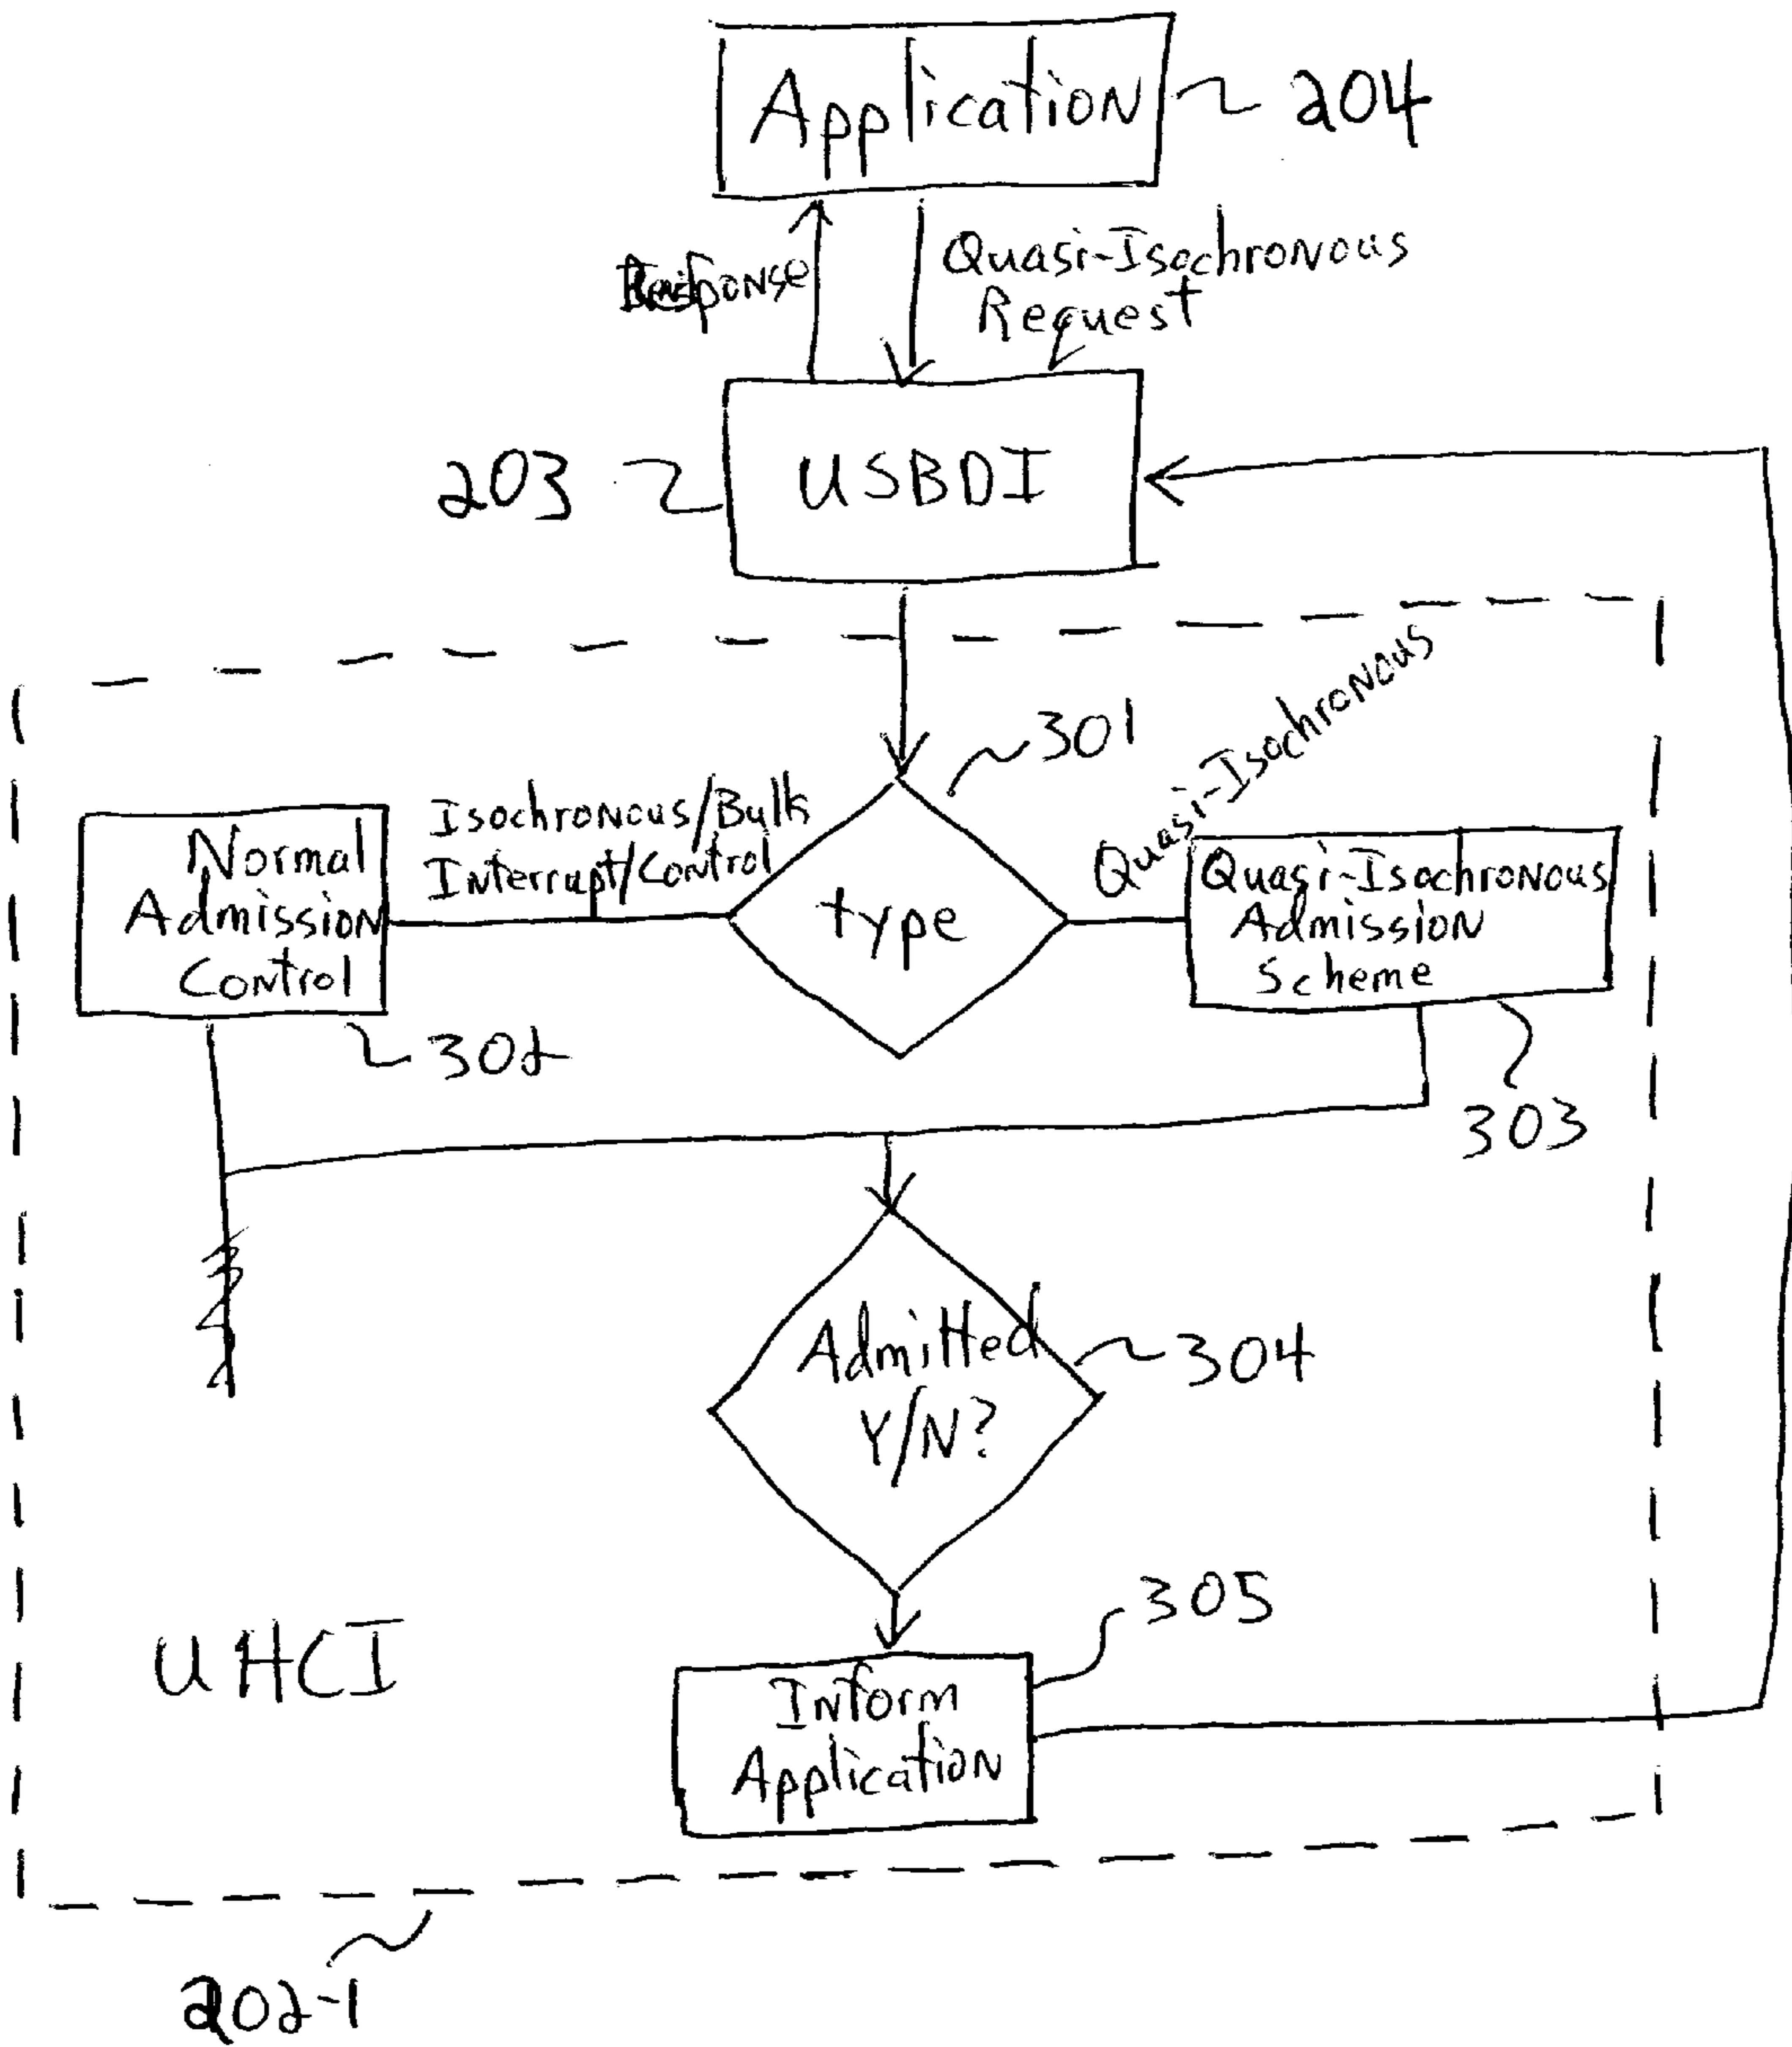 Application
204
Response
Quasi-Isochronous
Request
USBDI
203
301
Isochronous/Bulk
Interrupt/Control
Quasi-Isochronous
Normal
Admission
Control
type
Quasi-Isochronous
Admission
Scheme
302
303
Admitted
Y/N?
304
305
UHCI
Inform
Application
202-1